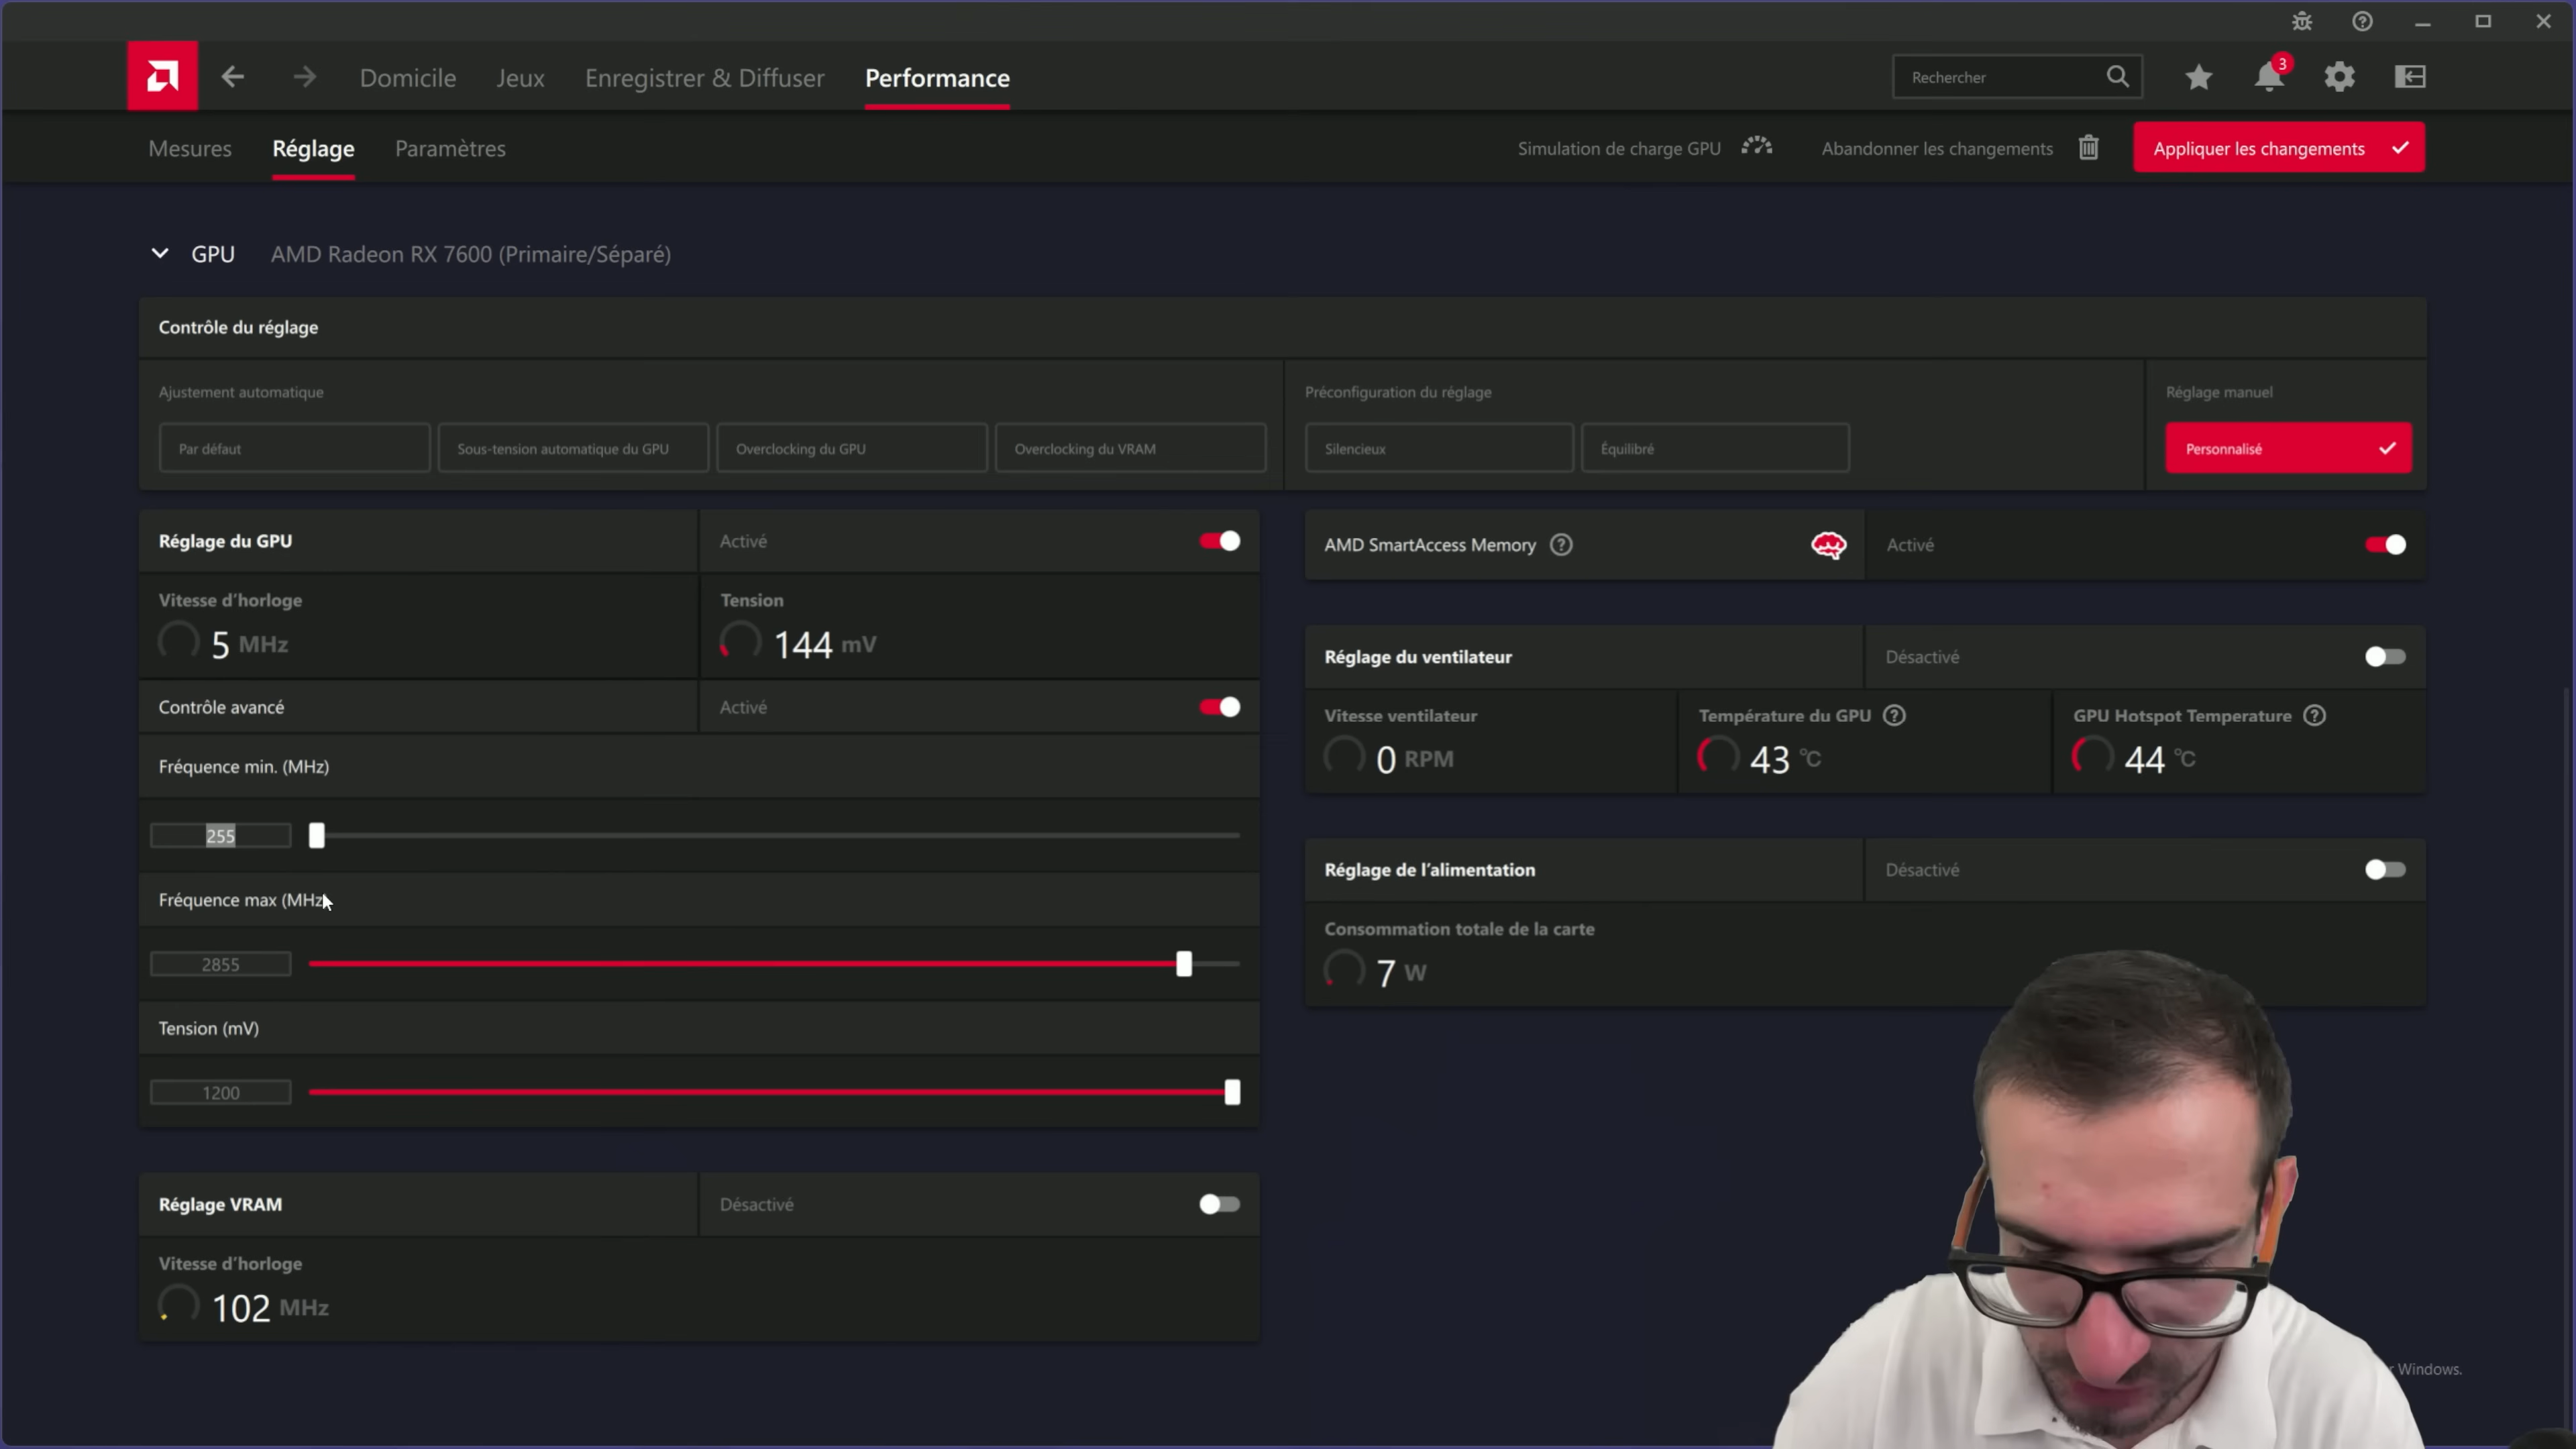 Domicile
Jeux
Enregistrer & Diffuser
Performance
Rechercher
3
Mesures
Réglage
Paramètres
Simulation de charge GPU
Abandonner les changements
Appliquer les changements
GPU
AMD Radeon RX 7600 (Primaire/Séparé)
Contrôle du réglage
Ajustement automatique
Par défaut
Sous-tension automatique du GPU
Overclocking du GPU
Overclocking du VRAM
Préconfiguration du réglage
Silencieux
Équilibré
Réglage manuel
Personnalisé
Réglage du GPU
Activé
Vitesse d'horloge
5 MHz
Tension
144 mV
Contrôle avancé
Activé
Fréquence min. (MHz)
255
Fréquence max (MHz
2855
Tension (mV)
1200
Réglage VRAM
Désactivé
Vitesse d'horloge
102 MHz
AMD SmartAccess Memory
Activé
Réglage du ventilateur
Désactivé
Vitesse ventilateur
0 RPM
Température du GPU
43 °C
GPU Hotspot Temperature
44 °C
Réglage de l'alimentation
Désactivé
Consommation totale de la carte
7 W
Windows.